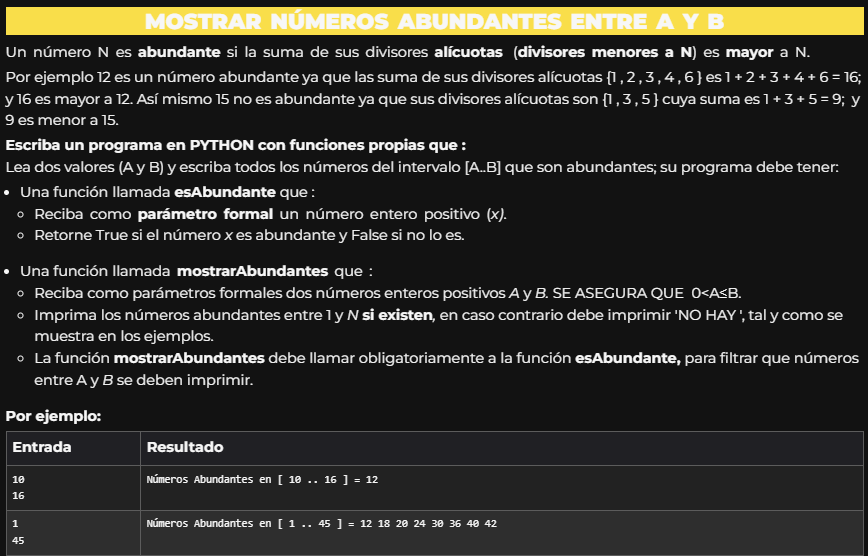 MOSTRAR NÚMEROS ABUNDANTES ENTRE A Y B
Un número N es abundante si la suma de sus divisores alícuotas (divisores menores a N) es mayor a N.
Por ejemplo 12 es un número abundante ya que las suma de sus divisores alícuotas {1 , 2 , 3 , 4 , 6 } es 1 + 2 + 3 + 4 + 6 = 16;
y 16 es mayor a 12. Así mismo 15 no es abundante ya que sus divisores alícuotas son {1 , 3 , 5 } cuya suma es 1 + 3 + 5 = 9; y
9 es menor a 15.
Escriba un programa en PYTHON con funciones propias que :
Lea dos valores (A y B) y escriba todos los números del intervalo [A..B] que son abundantes; su programa debe tener:
• Una función llamada esAbundante que :
○ Reciba como parámetro formal un número entero positivo (x).
○ Retorne True si el número x es abundante y False si no lo es.
• Una función llamada mostrarAbundantes que :
○ Reciba como parámetros formales dos números enteros positivos A y B. SE ASEGURA QUE 0<A≤B.
○ Imprima los números abundantes entre 1 y N si existen, en caso contrario debe imprimir 'NO HAY ', tal y como se
muestra en los ejemplos.
○ La función mostrarAbundantes debe llamar obligatoriamente a la función esAbundante, para filtrar que números
entre A y B se deben imprimir.
Por ejemplo:
Entrada Resultado
10 Números Abundantes en [ 10 .. 16 ] = 12
16
1 Números Abundantes en [ 1 .. 45 ] = 12 18 20 24 30 36 40 42
45